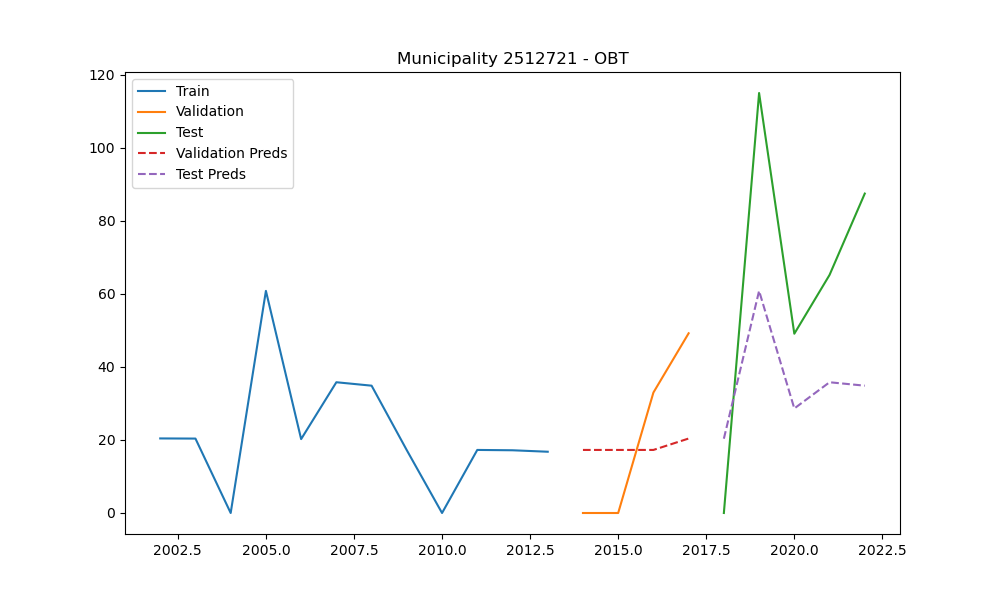 Municipality 2512721 - OBT
120
100
80
60
40
20
0
Train
Validation
Test
Validation Preds
Test Preds
2002.5 2005.0 2007.5 2010.0 2012.5 2015.0 2017.5 2020.0 2022.5